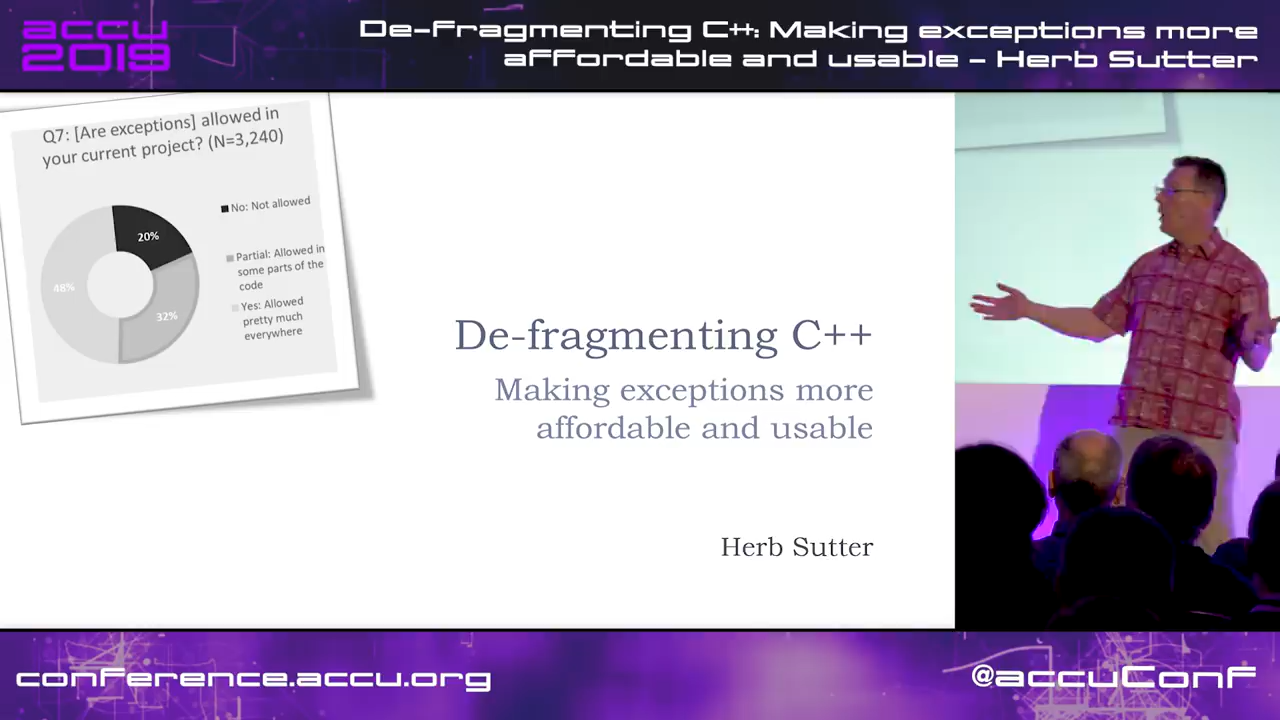 accu
2019
De-Fragmenting C++: Making exceptions more
affordable and usable - Herb Sutter
Q7: [Are exceptions] allowed in
your current project? (N=3,240)
No: Not allowed
20%
Partial: Allowed in
some parts of the
code
48%
32%
Yes: Allowed
pretty much
everywhere
De-fragmenting C++
Making exceptions more
affordable and usable
Herb Sutter
conference.accu.org
@accuConf